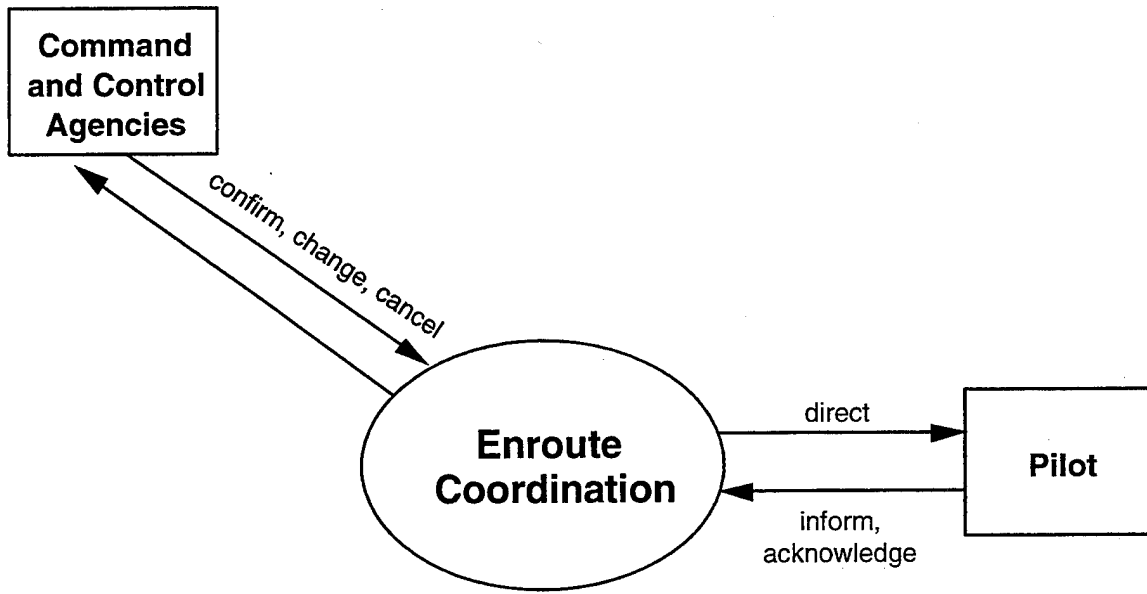 Command
and Control
Agencies
confirm, change, cancel
Enroute
Coordination
direct
inform,
acknowledge
Pilot